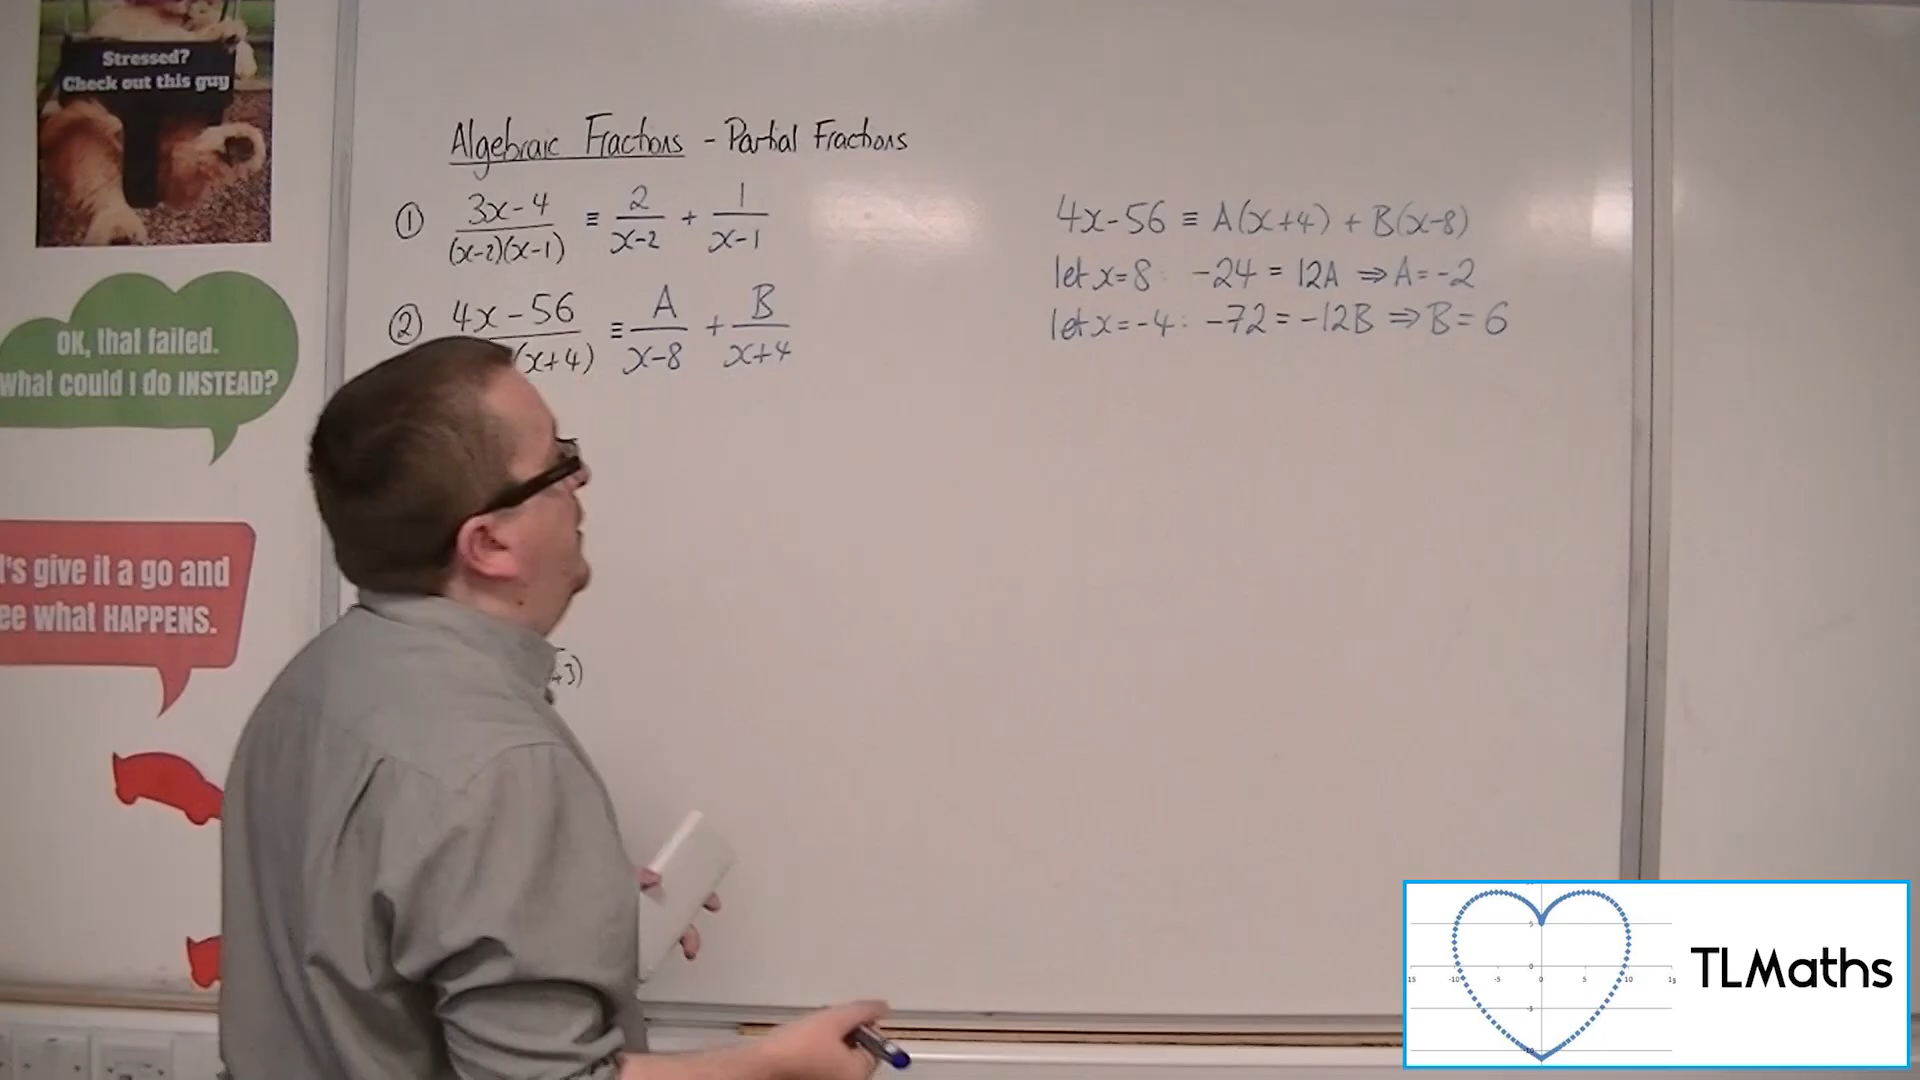 Stressed?
Check out this guy
OK, that failed.
what could I do INSTEAD?
t's give it a go and
ee what HAPPENS.
Algebraic Fractions - Partial Fractions
① (3x-4)/((x-2)(x-1)) ≡ 2/(x-2) + 1/(x-1)
② 4x-56/(x+4) ≡ A/(x-8) + B/(x+4)
+3)
4x-56 ≡ A(x+4) + B(x-8)
let x=8: -24 = 12A ⇒ A=-2
let x=-4: -72 = -12B ⇒ B=6
TLMaths